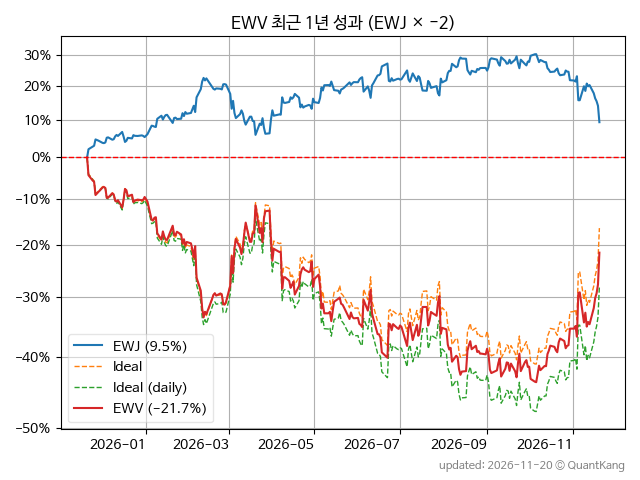 EWV 최근 1년 성과 (EWJ × −2)
30%
20%
10%
0%
−10%
−20%
−30%
−40%
−50%
EWJ (9.5%)
Ideal
Ideal (daily)
EWV (−21.7%)
2026-01 2026-03 2026-05 2026-07 2026-09 2026-11
updated: 2026-11-20 © QuantKang